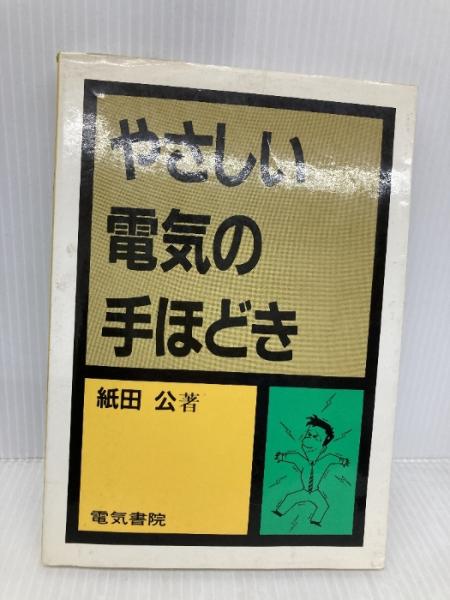 やさしい
電気の
手ほどき
紙田 公著
電気書院